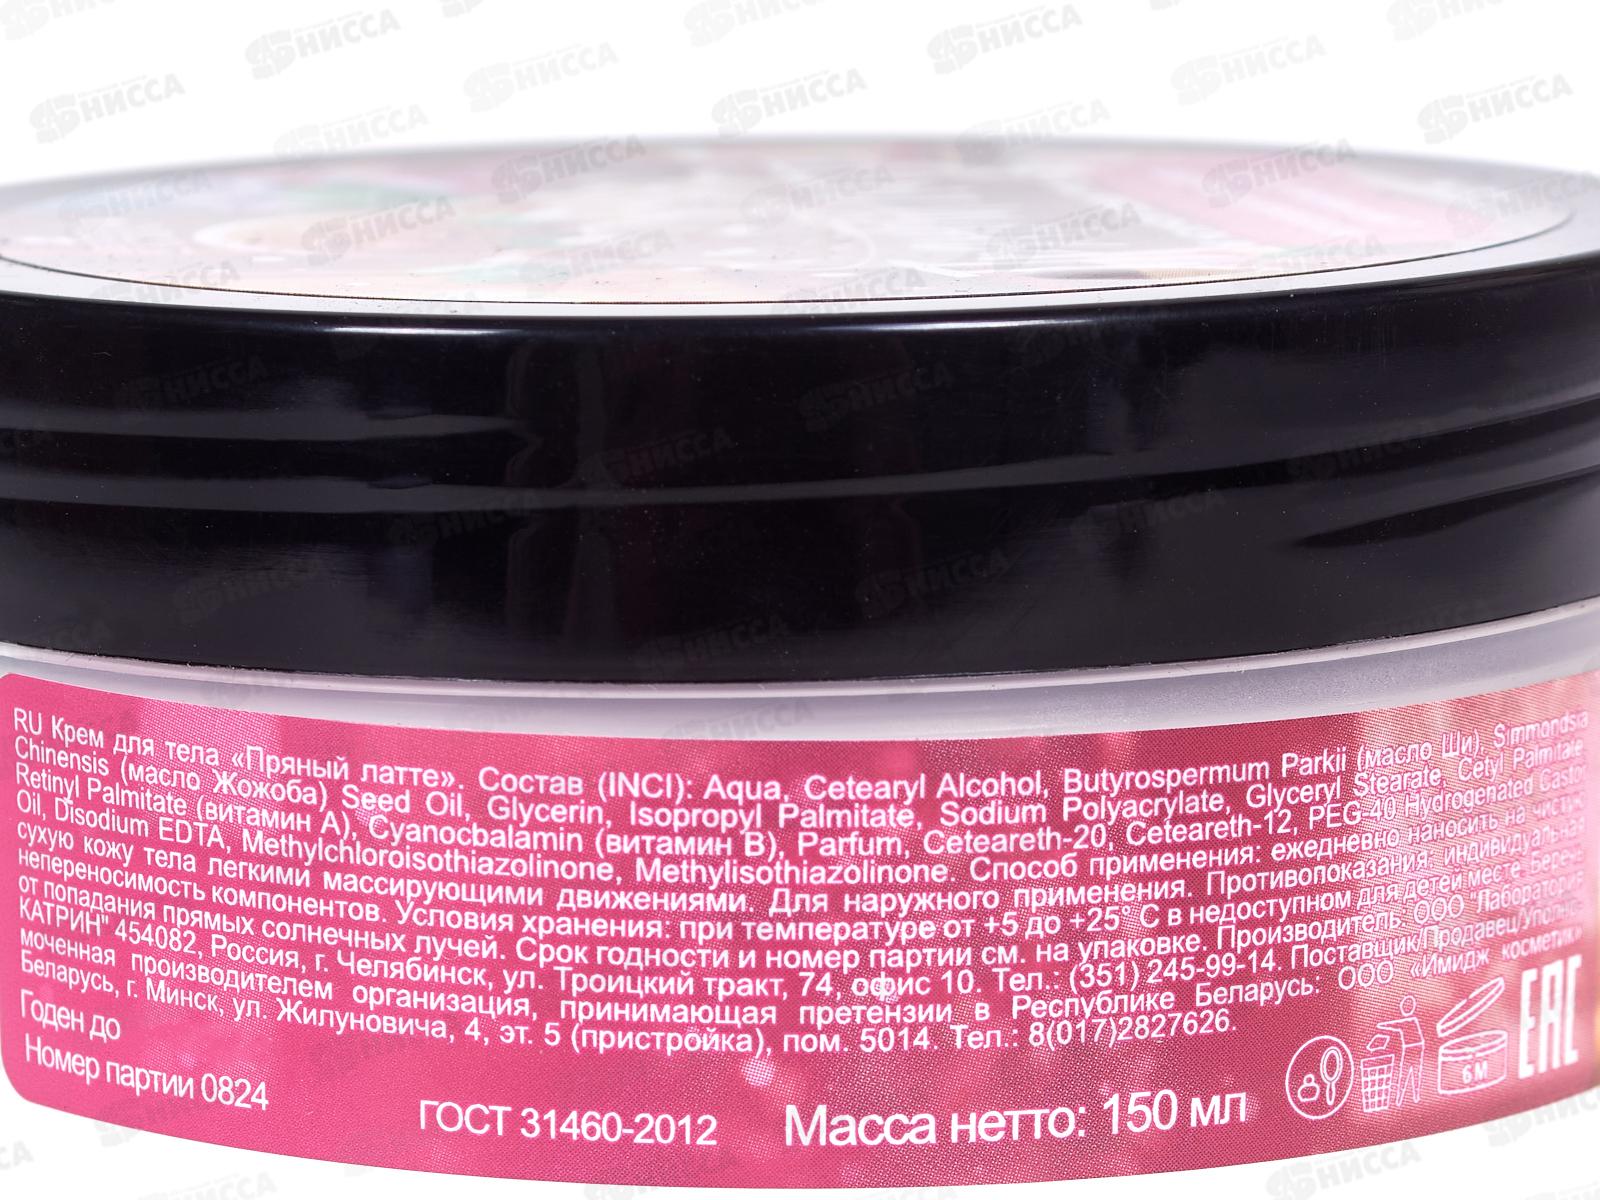 RU Крем для тела «Пряный латте». Состав (INCI): Aqua, Cetearyl Alcohol, Butyrospermum Parkii (масло Ши), Simmondsia
Chinensis (масло Жожоба) Seed Oil, Glycerin, Isopropyl Palmitate, Sodium Polyacrylate, Glyceryl Stearate, Cetyl Palmitate,
Retinyl Palmitate (витамин А), Cyanocbalamin (витамин В), Parfum, Ceteareth-20, Ceteareth-12, PEG-40 Hydrogenated Castor
Oil, Disodium EDTA, Methylchloroisothiazolinone, Methylisothiazolinone. Способ применения: ежедневно наносить на чистую
сухую кожу тела легкими массирующими движениями. Для наружного применения. Противопоказания: индивидуальная
непереносимость компонентов. Условия хранения: при температуре от +5 до +25° С в недоступном для детей месте. Беречь
от попадания прямых солнечных лучей. Срок годности и номер партии см. на упаковке. Производитель: ООО "Лаборатория
КАТРИН" 454082, Россия, г. Челябинск, ул. Троицкий тракт, 74, офис 10. Тел.: (351) 245-99-14. Поставщик/Продавец/Уполно-
моченная производителем организация, принимающая претензии в Республике Беларусь: ООО «Имидж косметик»
Беларусь, г. Минск, ул. Жилуновича, 4, эт. 5 (пристройка), пом. 5014. Тел.: 8(017)2827626.
Годен до
Номер партии 0824
ГОСТ 31460-2012
Масса нетто: 150 мл
6 М
EAC